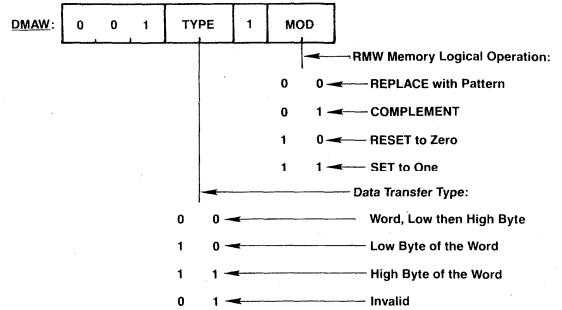 DMAW: 0 0 1 TYPE 1 MOD
RMW Memory Logical Operation:
0 0 REPLACE with Pattern
0 1 COMPLEMENT
1 0 RESET to Zero
1 1 SET to One
Data Transfer Type:
0 0 Word, Low then High Byte
1 0 Low Byte of the Word
1 1 High Byte of the Word
0 1 Invalid